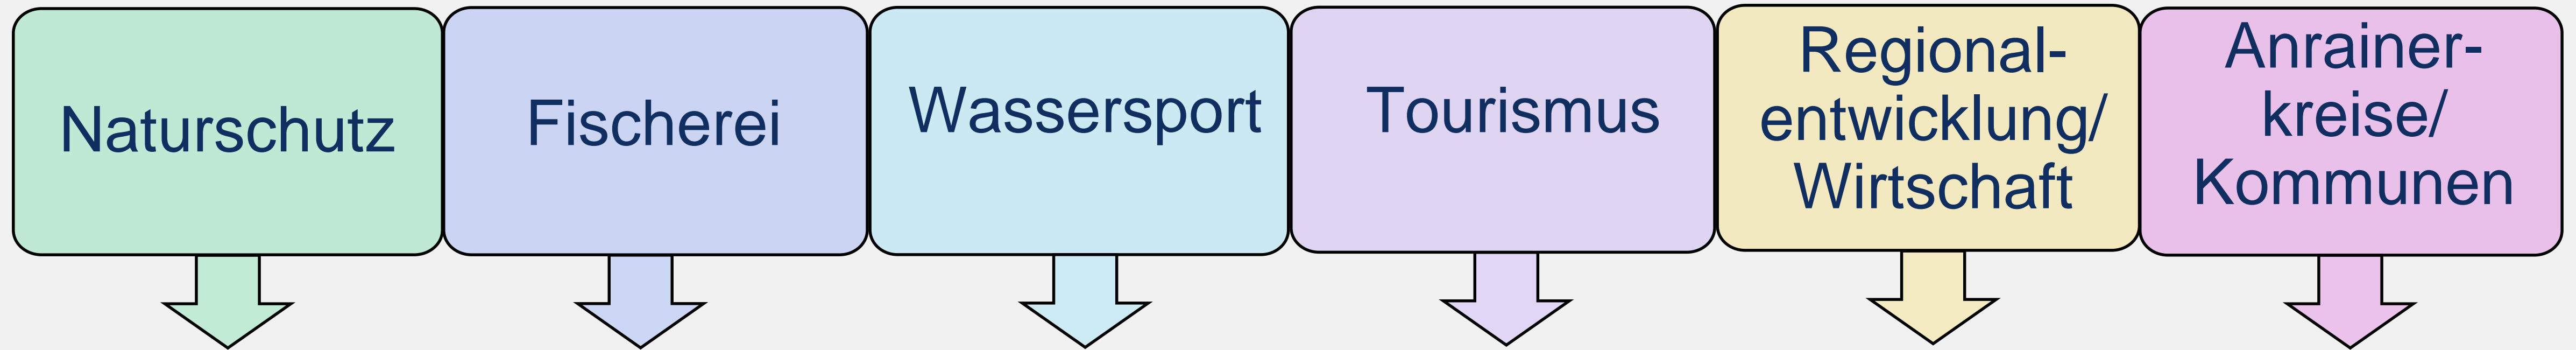 Naturschutz
Fischerei
Wassersport
Tourismus
Regional-
entwicklung/
Wirtschaft
Anrainer-
kreise/
Kommunen